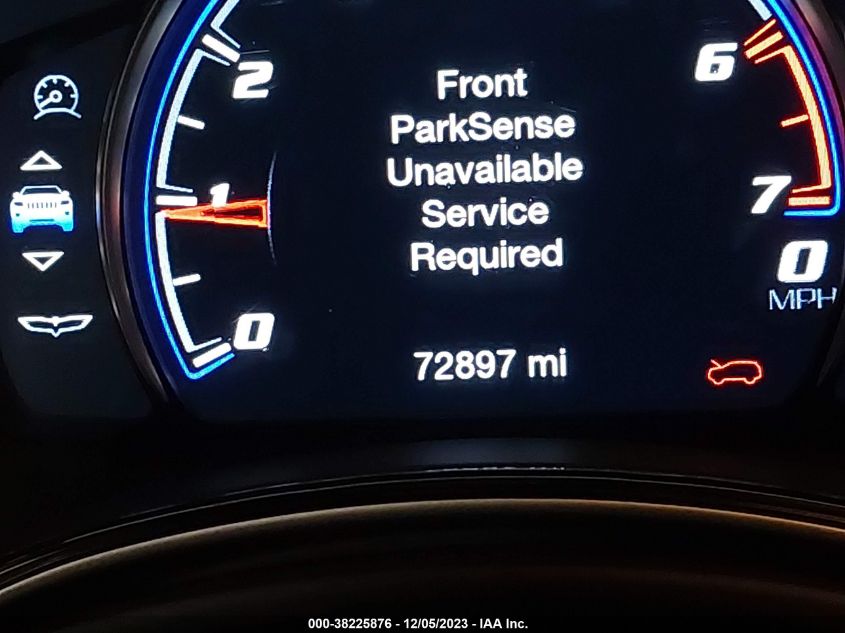 Front
ParkSense
Unavailable
Service
Required
72897 mi
2
1
0
6
7
0
MPH
000-38225876 - 12/05/2023 - IAA Inc.